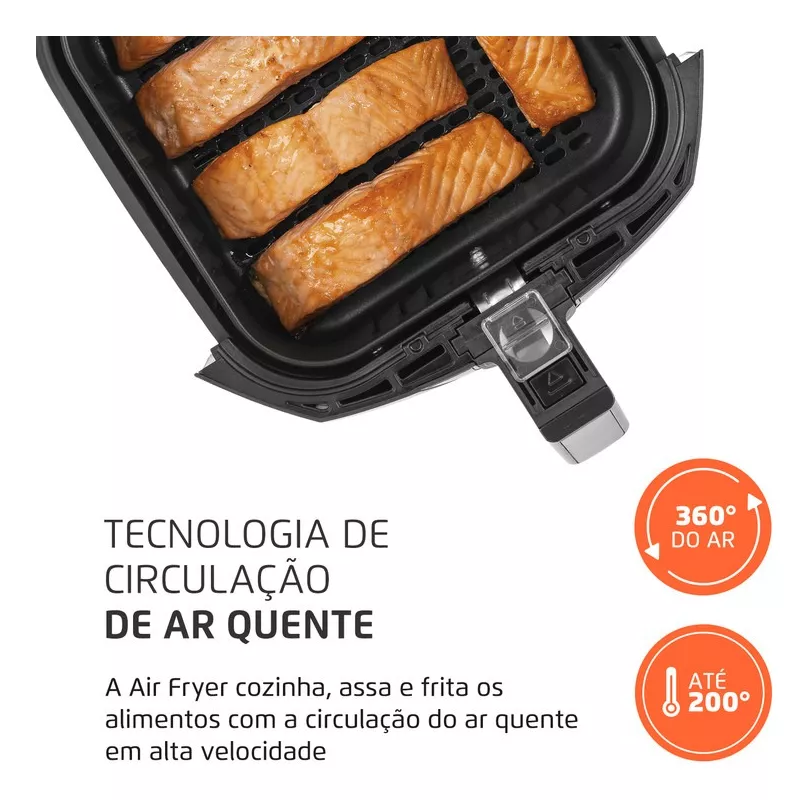 TECNOLOGIA DE
CIRCULAÇÃO
DE AR QUENTE
A Air Fryer cozinha, assa e frita os
alimentos com a circulação do ar quente
em alta velocidade
360°
DO AR
ATÉ
200°